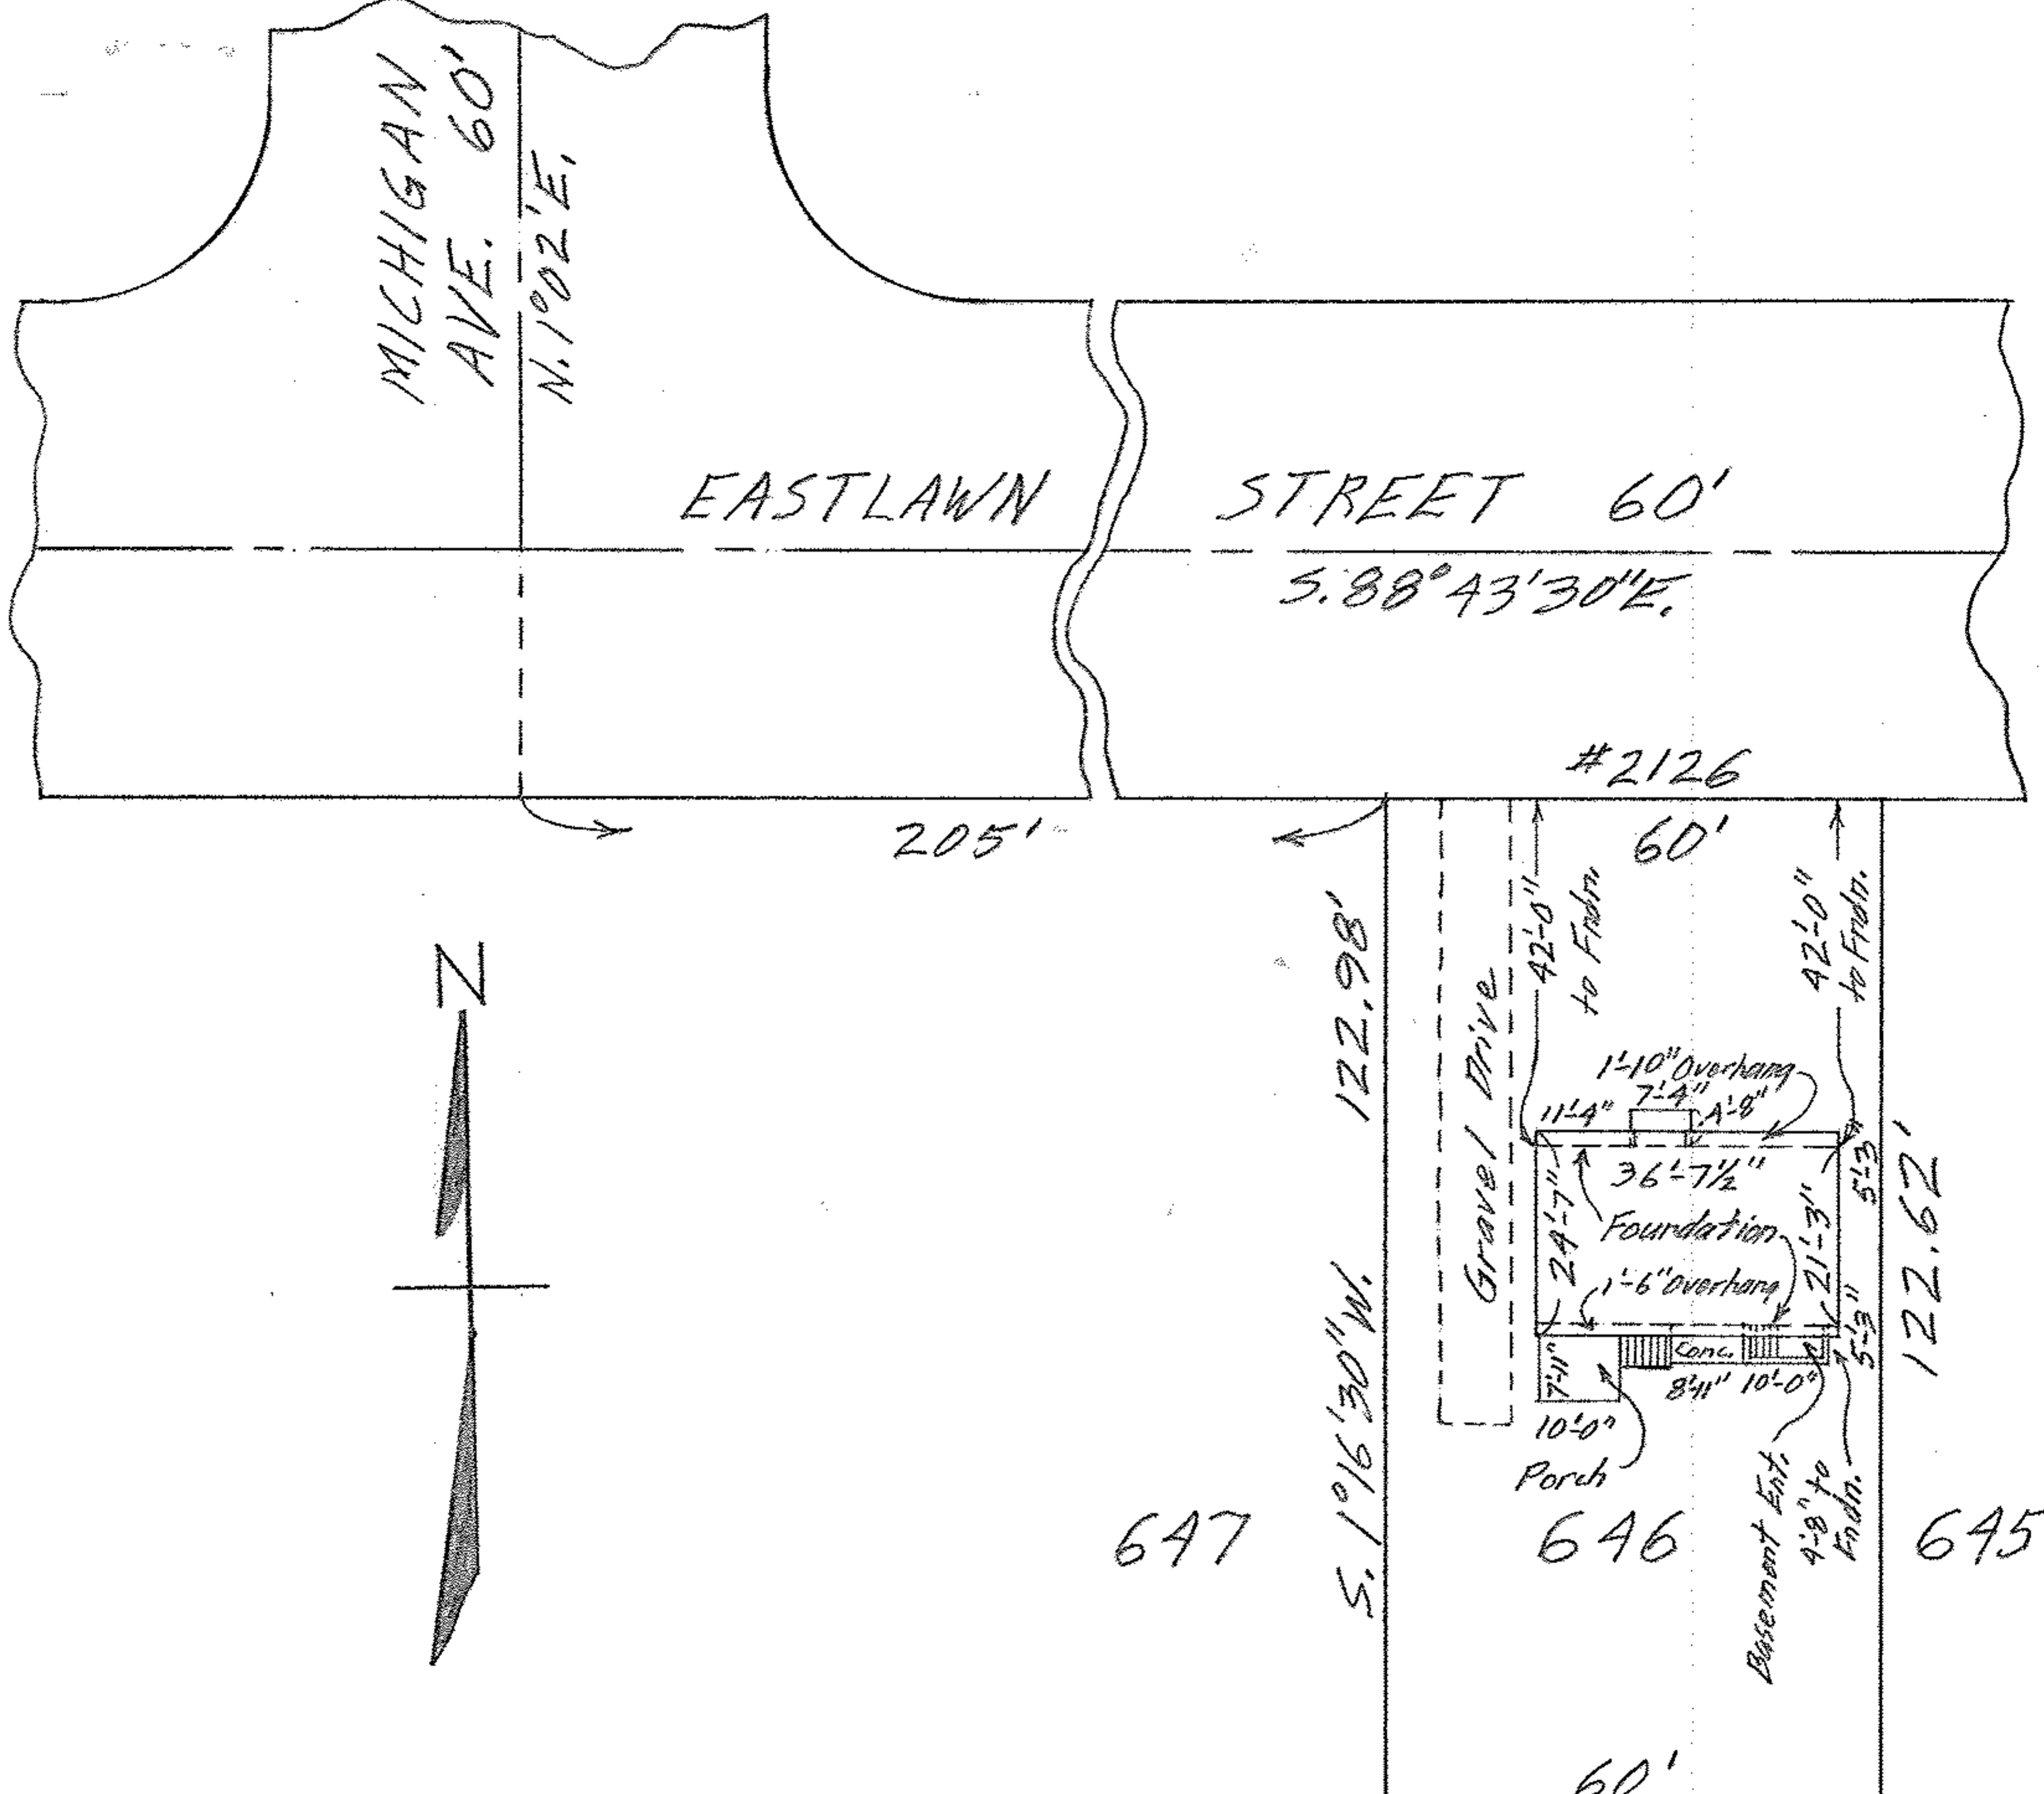 MICHIGAN
AVE. 60'
N. 1°02'E.
EASTLAWN STREET 60'
S. 88°43'30"E.
#2126
205'
60'
42'-0"
to Fndn.
42'-0"
to Fndn.
122.98'
S. 1°16'30"W.
N
Gravel Drive
1'-10" Overhang
7'-4"
11'-4"
4'-8"
36'-7½"
5'-3"
24'-7"
Foundation
21'-3"
1'-6" Overhang
5'-3"
122.62'
7'-11"
Conc.
8'-11"
10'-0"
10'-0"
Porch
Basement Ent.
4'-8" to
Fndn.
647
646
645
60'